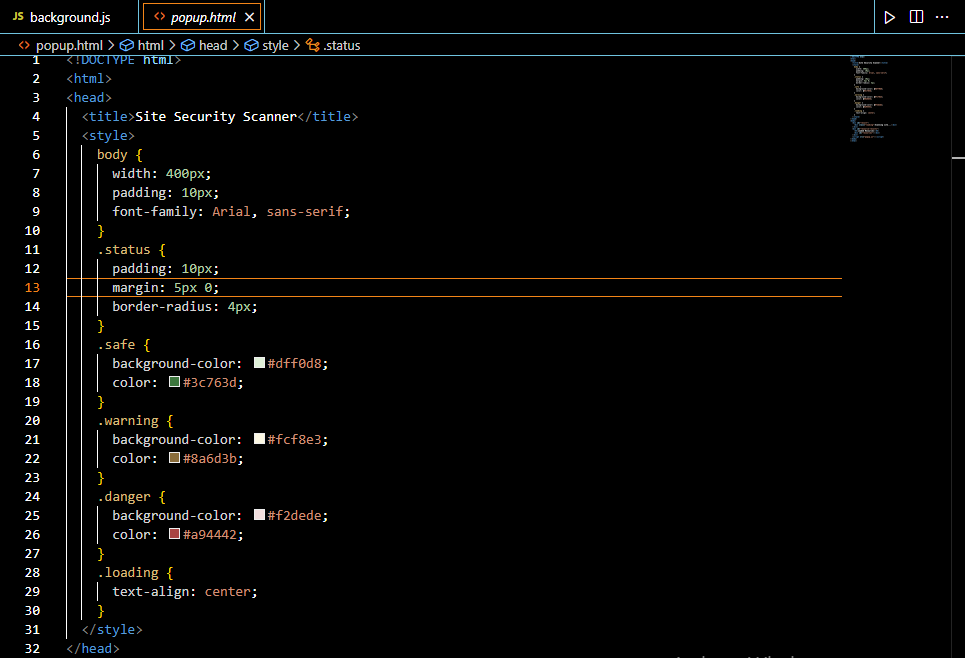 JS background.js
<> popup.html
<> popup.html > html > head > style > .status
1 <!DOCTYPE html>
2 <html>
3 <head>
4 <title>Site Security Scanner</title>
5 <style>
6 body {
7 width: 400px;
8 padding: 10px;
9 font-family: Arial, sans-serif;
10 }
11 .status {
12 padding: 10px;
13 margin: 5px 0;
14 border-radius: 4px;
15 }
16 .safe {
17 background-color: #dff0d8;
18 color: #3c763d;
19 }
20 .warning {
21 background-color: #fcf8e3;
22 color: #8a6d3b;
23 }
24 .danger {
25 background-color: #f2dede;
26 color: #a94442;
27 }
28 .loading {
29 text-align: center;
30 }
31 </style>
32 </head>